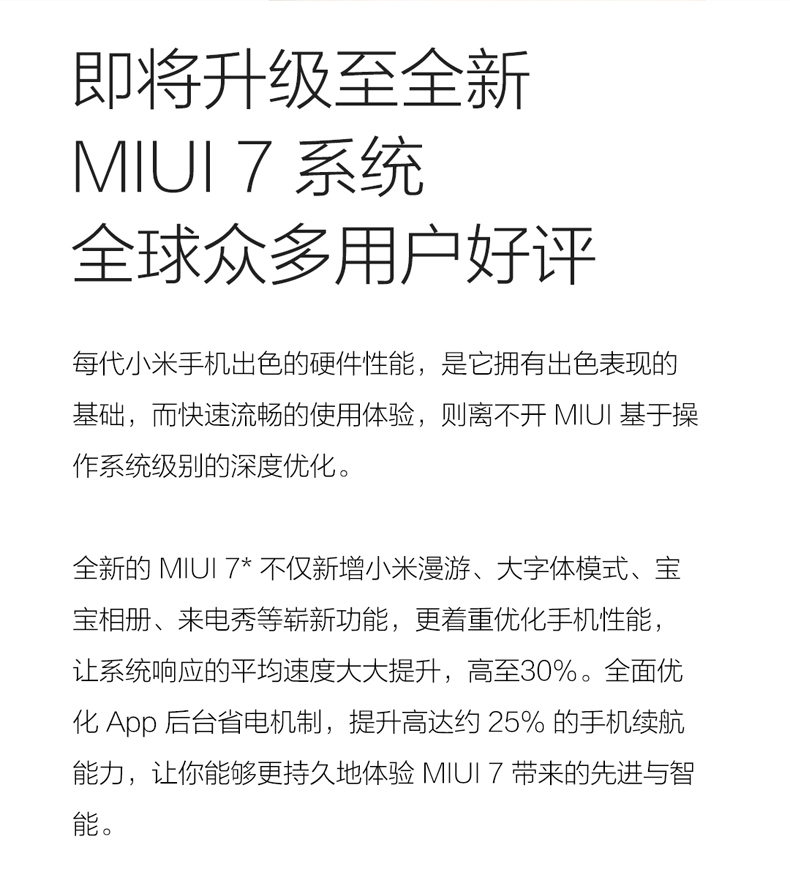 即将升级至全新
MIUI 7 系统
全球众多用户好评
每代小米手机出色的硬件性能，是它拥有出色表现的
基础，而快速流畅的使用体验，则离不开 MIUI 基于操
作系统级别的深度优化。
全新的 MIUI 7* 不仅新增小米漫游、大字体模式、宝
宝相册、来电秀等崭新功能，更着重优化手机性能，
让系统响应的平均速度大大提升，高至30%。全面优
化 App 后台省电机制，提升高达约 25% 的手机续航
能力，让你能够更持久地体验 MIUI 7 带来的先进与智
能。